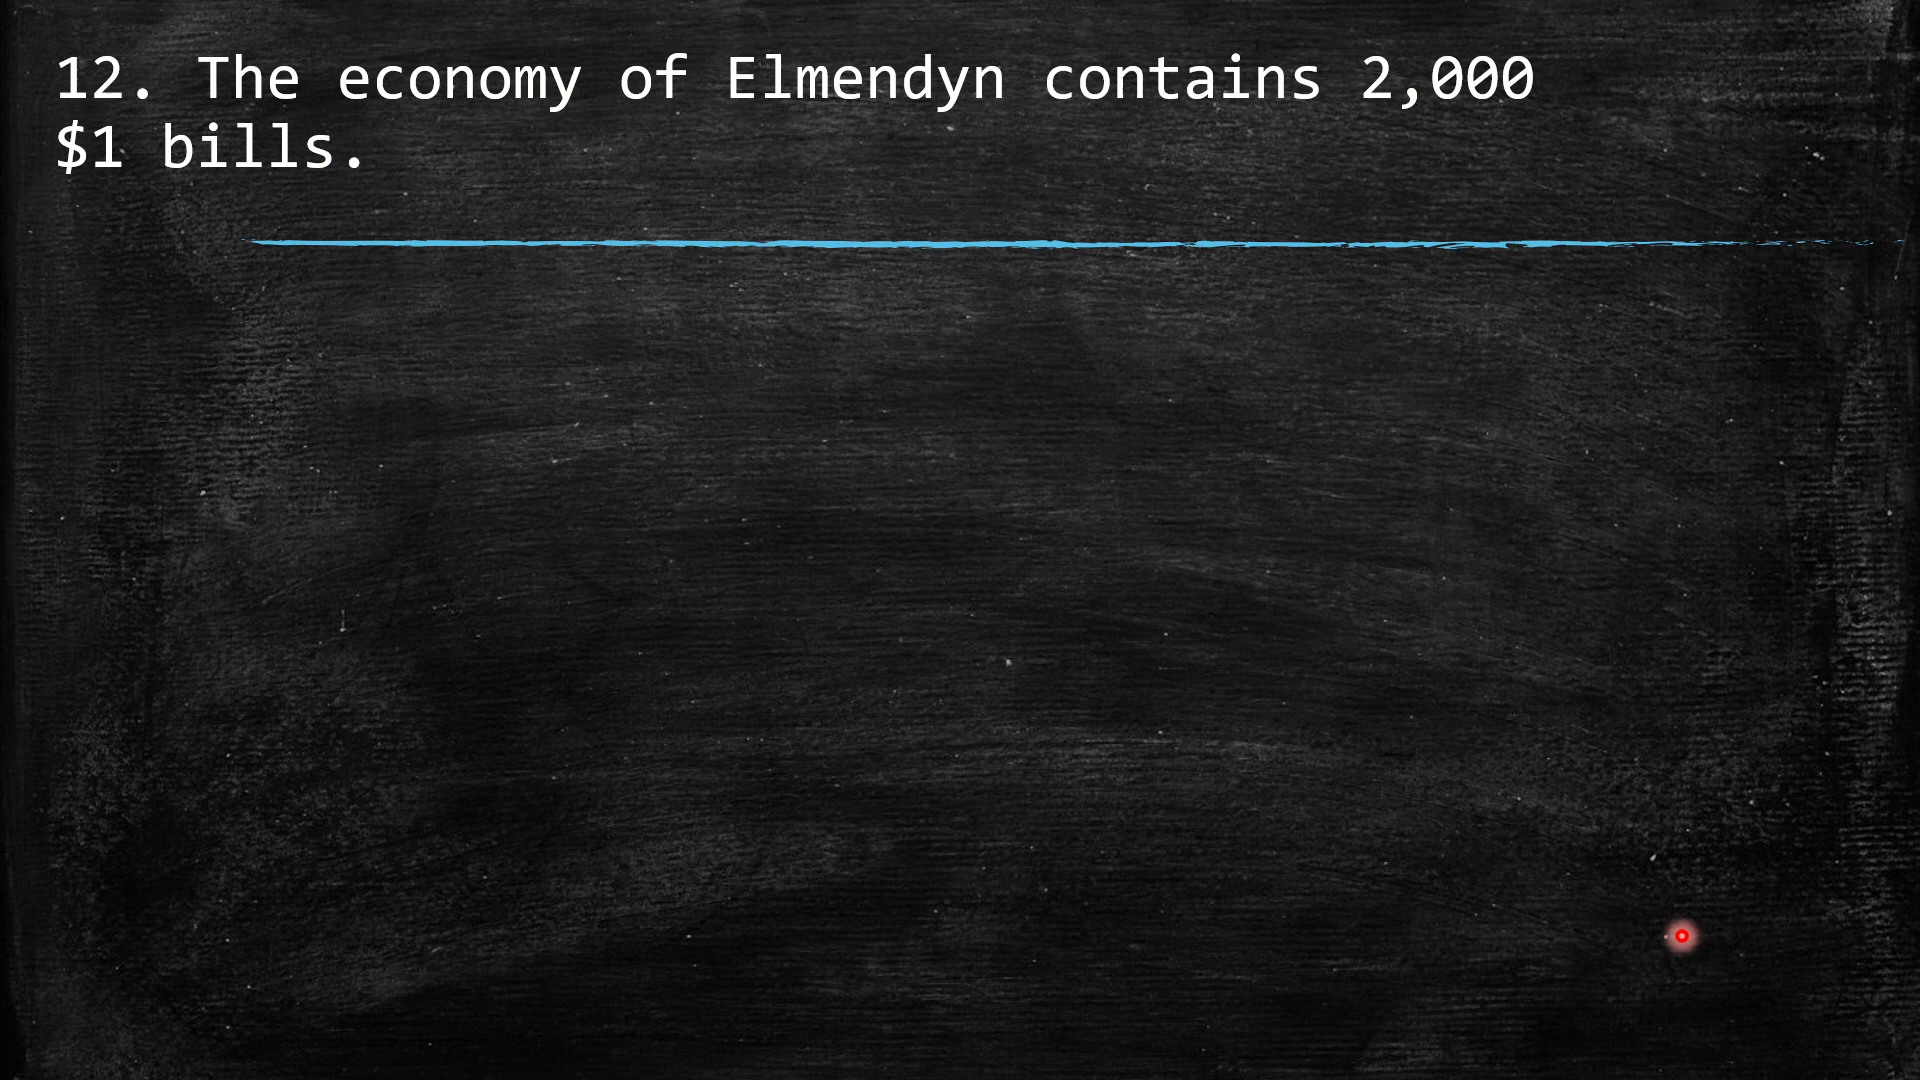 12. The economy of Elmendyn contains 2,000
$1 bills.